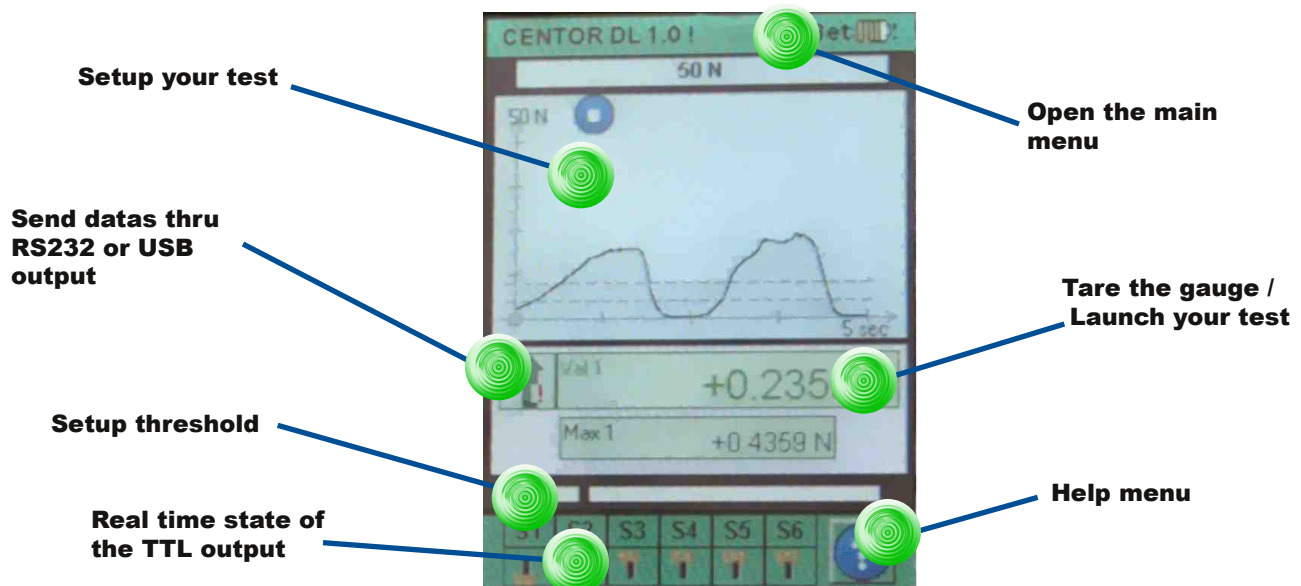 CENTOR DL 1.0 !
50 N
Setup your test
Open the main
menu
50 N
Send datas thru
RS232 or USB
output
5 sec
Tare the gauge /
Launch your test
Val 1
+0.235
Max 1
+0.4359 N
Setup threshold
Help menu
Real time state of
the TTL output
S1 S2 S3 S4 S5 S6